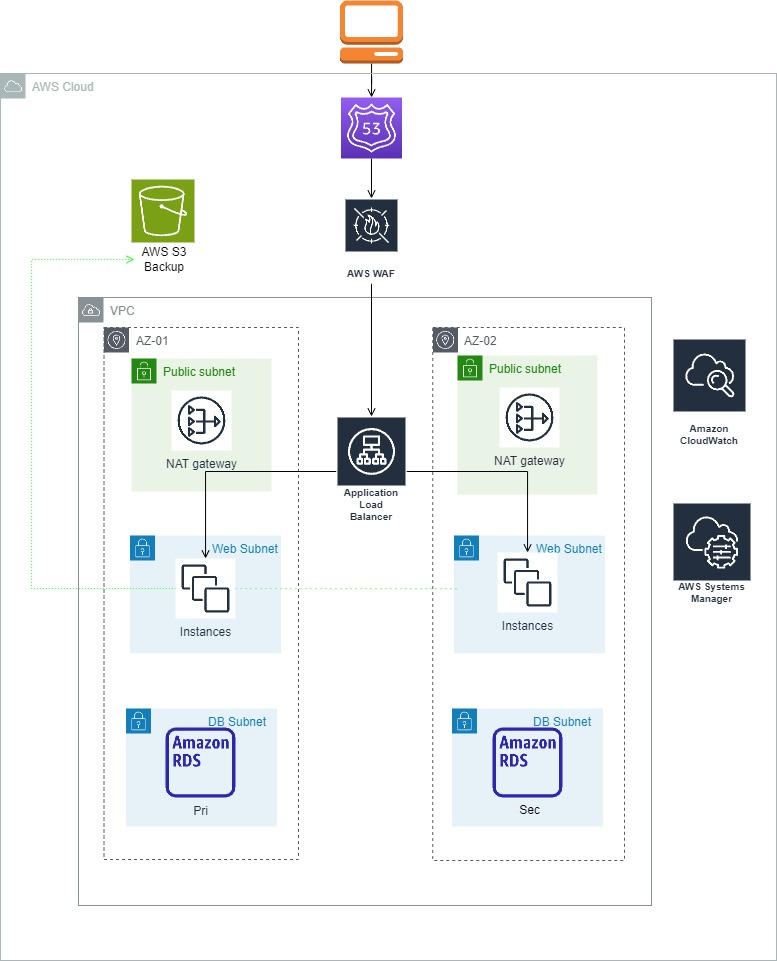 AWS Cloud
53
AWS S3
Backup
AWS WAF
VPC
AZ-01
AZ-02
Public subnet
Public subnet
NAT gateway
NAT gateway
Amazon
CloudWatch
Application
Load
Balancer
Web Subnet
Web Subnet
Instances
Instances
AWS Systems
Manager
DB Subnet
DB Subnet
Amazon
RDS
Amazon
RDS
Pri
Sec